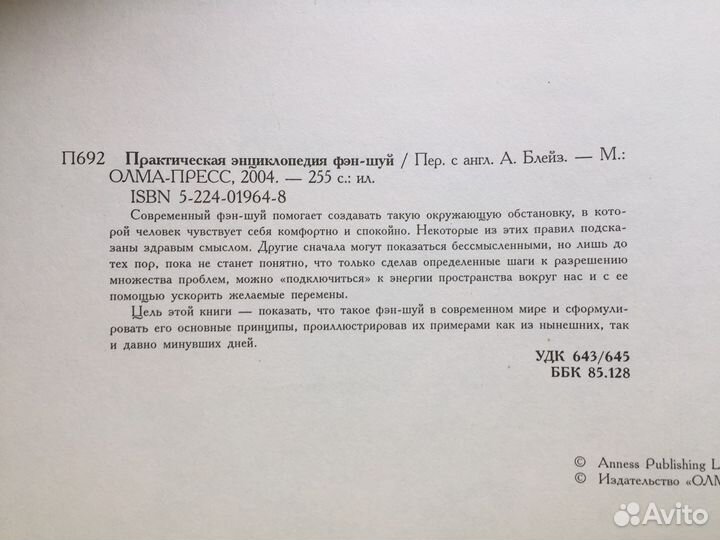 П692 Практическая энциклопедия фэн-шуй / Пер. с англ. А. Блейз. — М.:
ОЛМА-ПРЕСС, 2004. — 255 с.: ил.
ISBN 5-224-01964-8
Современный фэн-шуй помогает создавать такую окружающую обстановку, в кото-
рой человек чувствует себя комфортно и спокойно. Некоторые из этих правил подска-
заны здравым смыслом. Другие сначала могут показаться бессмысленными, но лишь до
тех пор, пока не станет понятно, что только сделав определенные шаги к разрешению
множества проблем, можно «подключиться» к энергии пространства вокруг нас и с ее
помощью ускорить желаемые перемены.
Цель этой книги — показать, что такое фэн-шуй в современном мире и сформули-
ровать его основные принципы, проиллюстрировав их примерами как из нынешних, так
и давно минувших дней.
УДК 643/645
ББК 85.128
© Anness Publishing L
© Издательство «ОЛМ
Avito